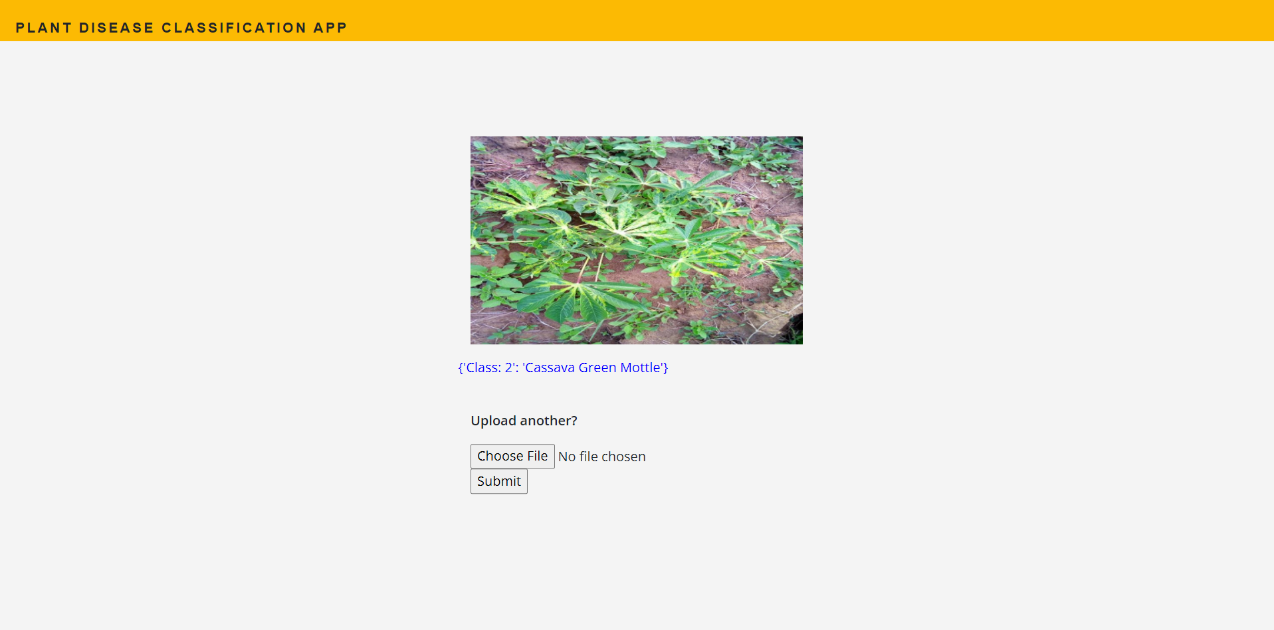 PLANT DISEASE CLASSIFICATION APP
{'Class: 2': 'Cassava Green Mottle'}
Upload another?
Choose File No file chosen
Submit